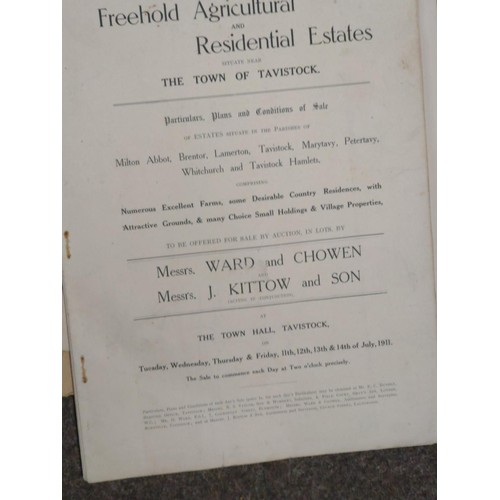 Freehold Agricultural
AND
Residential Estates
SITUATE NEAR
THE TOWN OF TAVISTOCK.
Particulars, Plans and Conditions of Sale
OF ESTATES SITUATE IN THE PARISHES OF
Milton Abbot, Brentor, Lamerton, Tavistock, Marytavy, Petertavy,
Whitchurch and Tavistock Hamlets,
COMPRISING
Numerous Excellent Farms, some Desirable Country Residences, with
Attractive Grounds, & many Choice Small Holdings & Village Properties,
TO BE OFFERED FOR SALE BY AUCTION, IN LOTS, BY
Messrs. WARD and CHOWEN
AND
Messrs. J. KITTOW and SON
(ACTING IN CONJUNCTION)
AT
THE TOWN HALL, TAVISTOCK,
ON
Tuesday, Wednesday, Thursday & Friday, 11th, 12th, 13th & 14th of July, 1911.
The Sale to commence each Day at Two o'clock precisely.